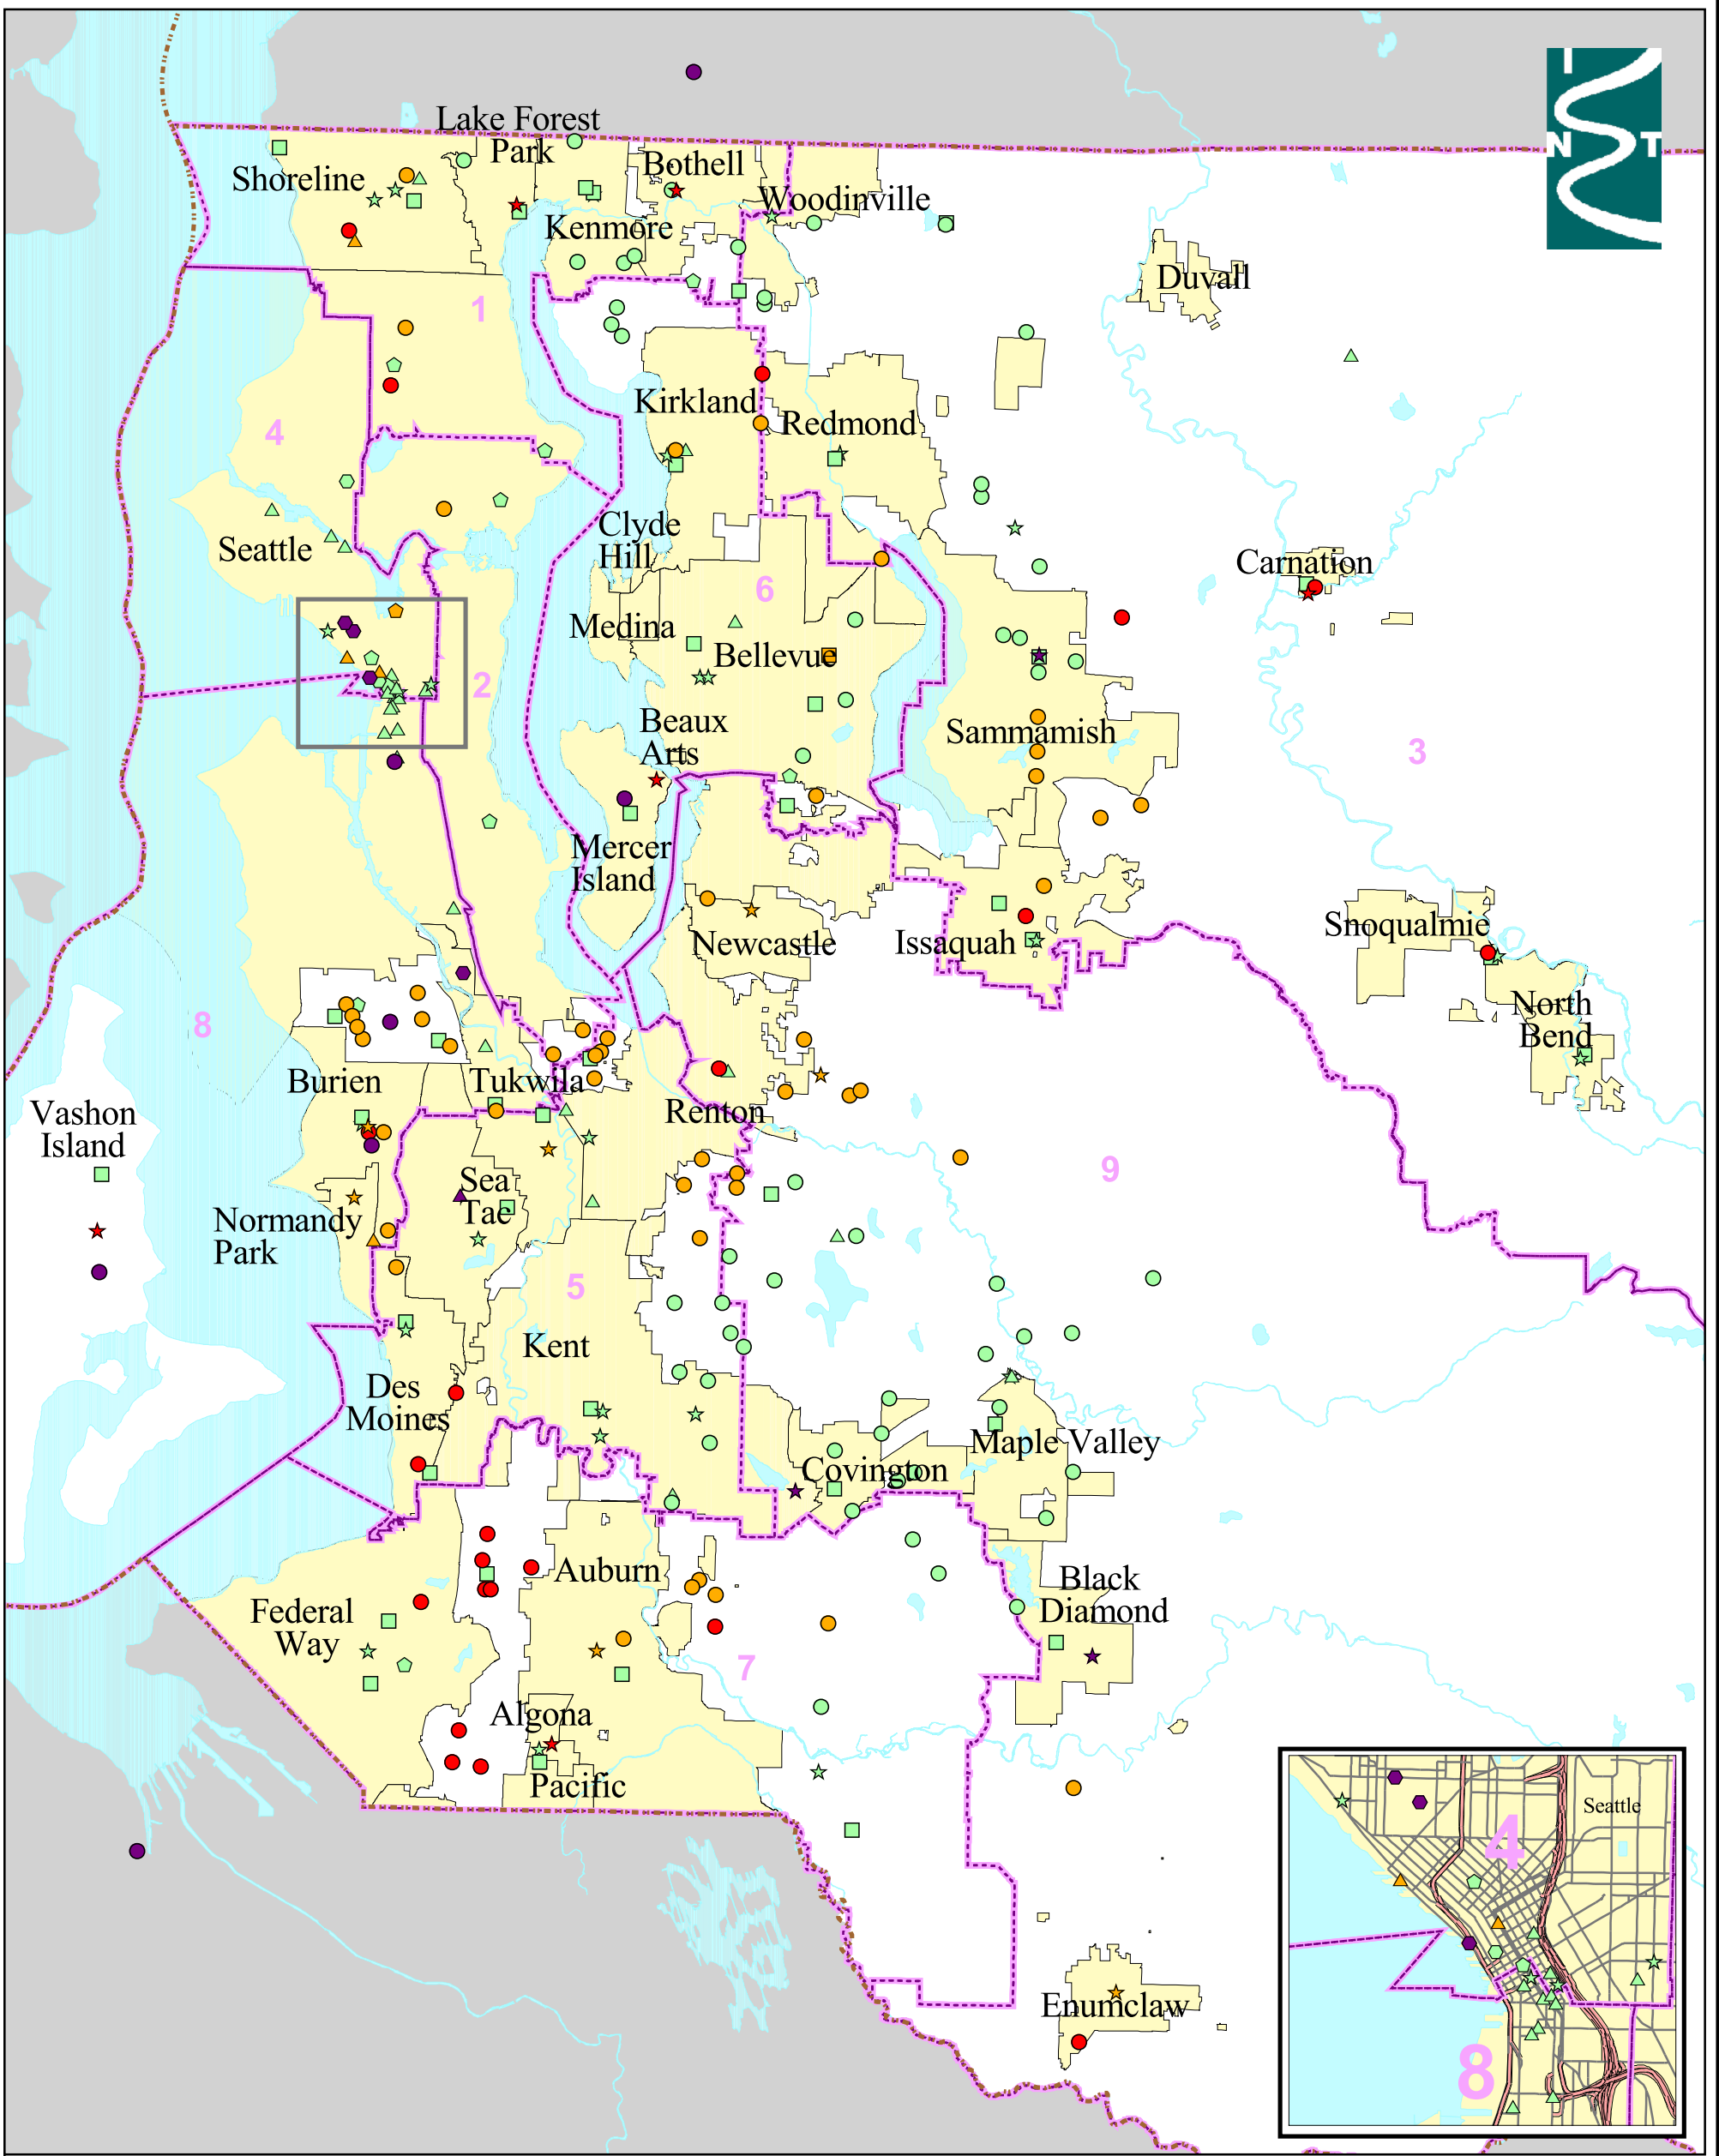 I
N T
Lake Forest
Park
Bothell
Shoreline
Woodinville
Kenmore
Duvall
1
Kirkland
Redmond
4
Clyde
Hill
Seattle
Carnation
6
Medina
Bellevue
2
Beaux
Arts
Sammamish
3
Mercer
Island
Newcastle
Issaquah
Snoqualmie
North
Bend
8
Burien
Tukwila
Vashon
Island
Renton
9
Sea
Tac
Normandy
Park
5
Kent
Des
Moines
Maple Valley
Covington
Auburn
Black
Diamond
Federal
Way
7
Algona
Pacific
Seattle
4
Enumclaw
8